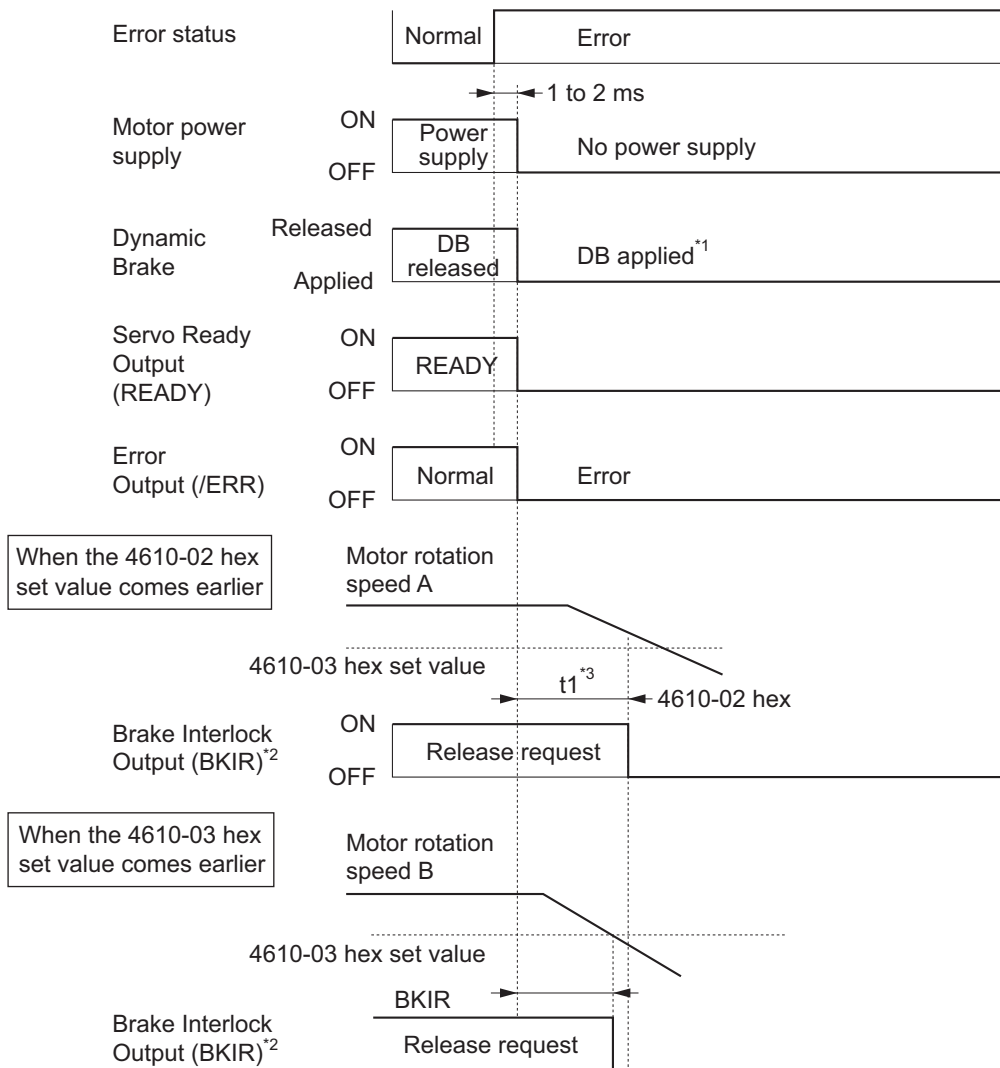 Error status
Normal
Error
1 to 2 ms
Motor power
supply
ON
OFF
Power
supply
No power supply
Dynamic
Brake
Released
Applied
DB
released
DB applied*1
Servo Ready
Output
(READY)
ON
OFF
READY
Error
Output (/ERR)
ON
OFF
Normal
Error
When the 4610-02 hex
set value comes earlier
Motor rotation
speed A
4610-03 hex set value
t1*3
4610-02 hex
Brake Interlock
Output (BKIR)*2
ON
OFF
Release request
When the 4610-03 hex
set value comes earlier
Motor rotation
speed B
4610-03 hex set value
BKIR
Brake Interlock
Output (BKIR)*2
Release request